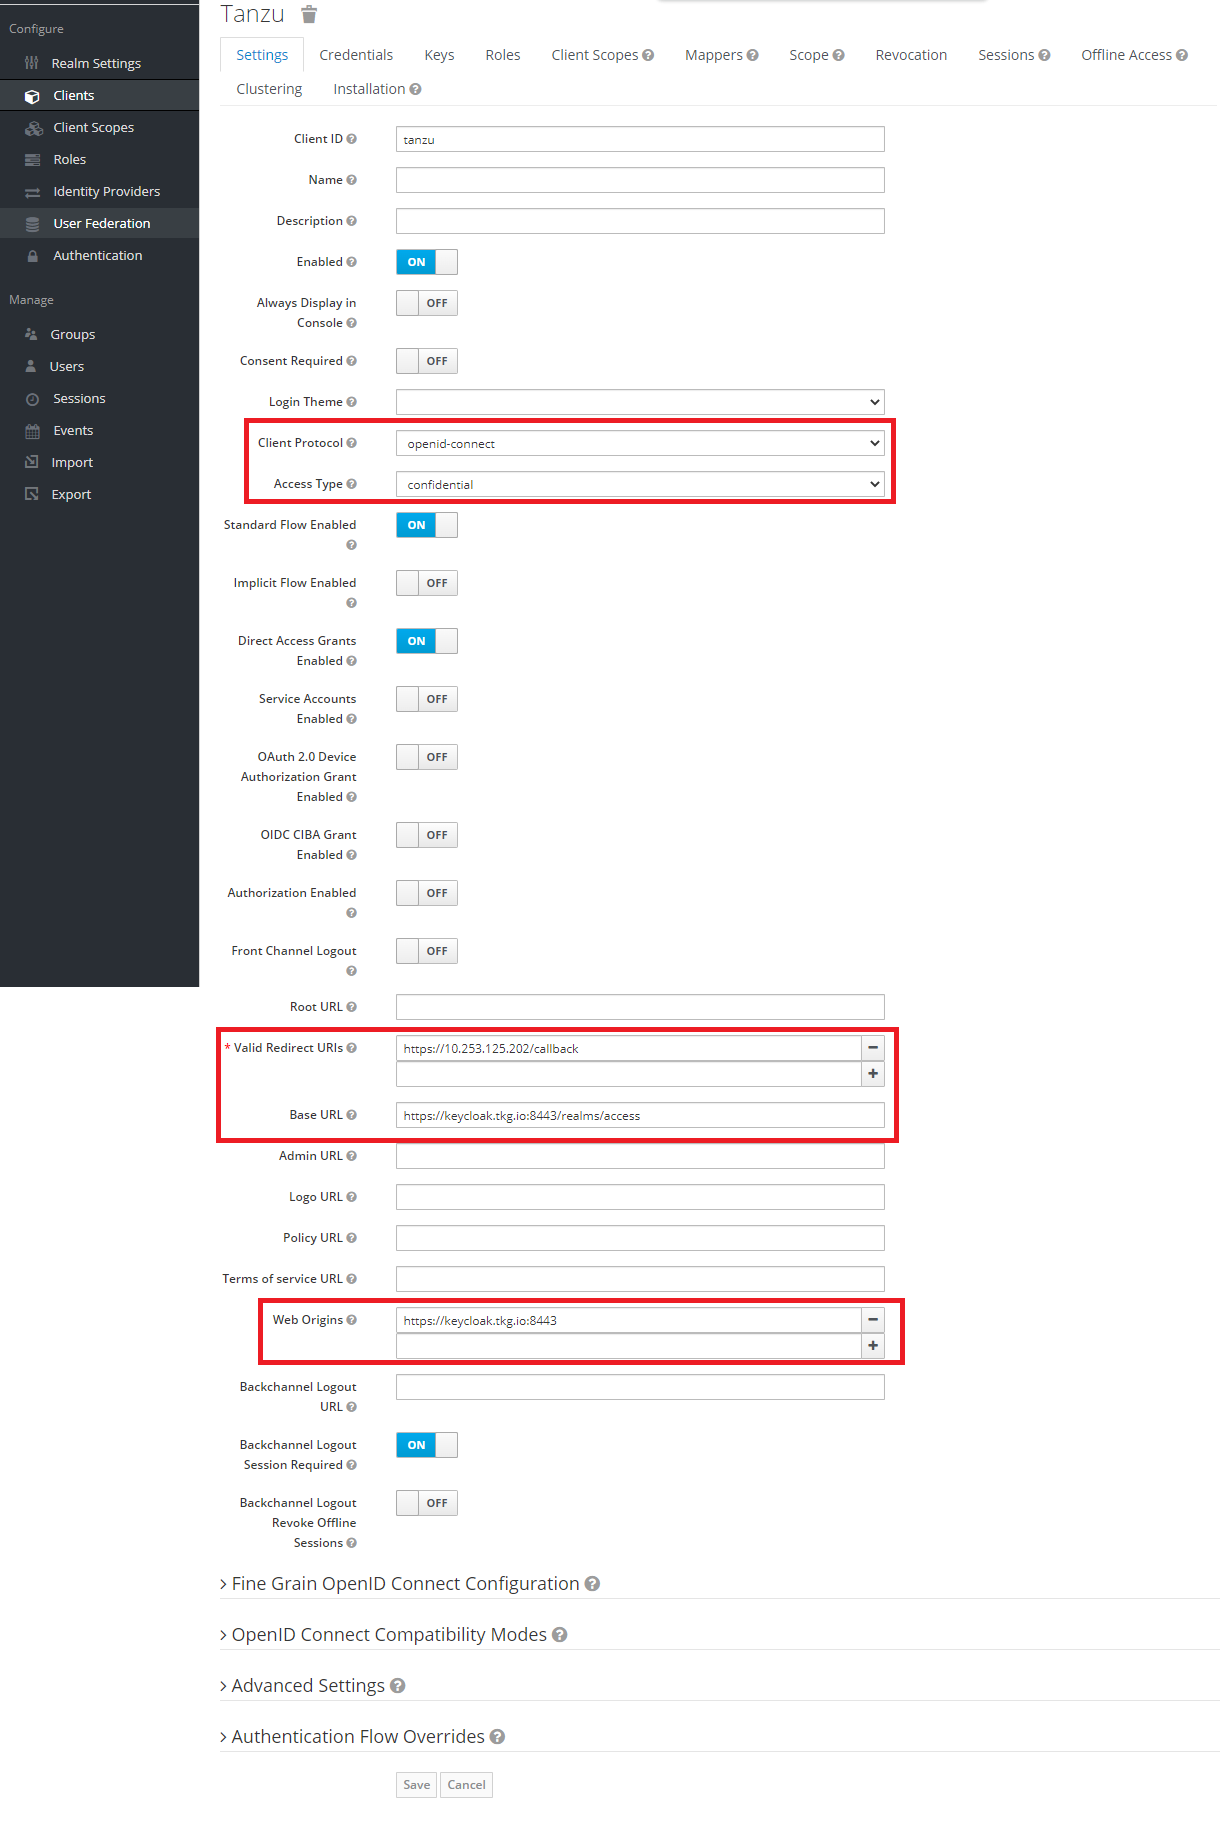 Tanzu
Configure
Realm Settings
Clients
Client Scopes
Roles
Identity Providers
User Federation
Authentication
Manage
Groups
Users
Sessions
Events
Import
Export
Settings Credentials Keys Roles Client Scopes Mappers Scope Revocation Sessions Offline Access
Clustering Installation
Client ID tanzu
Name
Description
Enabled ON
Always Display in
Console OFF
Consent Required OFF
Login Theme
Client Protocol openid-connect
Access Type confidential
Standard Flow Enabled ON
Implicit Flow Enabled OFF
Direct Access Grants
Enabled ON
Service Accounts
Enabled OFF
OAuth 2.0 Device
Authorization Grant
Enabled OFF
OIDC CIBA Grant
Enabled OFF
Authorization Enabled OFF
Front Channel Logout OFF
Root URL
* Valid Redirect URIs https://10.253.125.202/callback
Base URL https://keycloak.tkg.io:8443/realms/access
Admin URL
Logo URL
Policy URL
Terms of service URL
Web Origins https://keycloak.tkg.io:8443
Backchannel Logout
URL
Backchannel Logout
Session Required ON
Backchannel Logout
Revoke Offline
Sessions OFF
Fine Grain OpenID Connect Configuration
OpenID Connect Compatibility Modes
Advanced Settings
Authentication Flow Overrides
Save Cancel